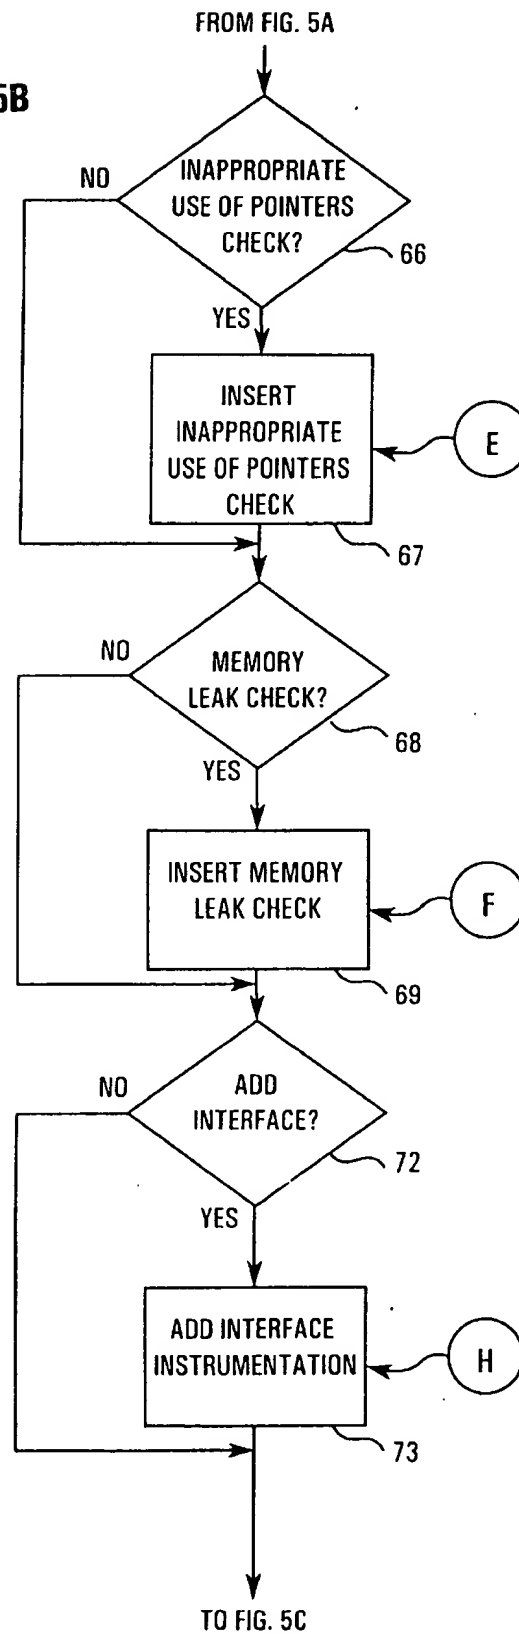 FROM FIG. 5A
5B
INAPPROPRIATE
USE OF POINTERS
CHECK?
NO
66
YES
INSERT
INAPPROPRIATE
USE OF POINTERS
CHECK
E
67
NO
MEMORY
LEAK CHECK?
68
YES
INSERT MEMORY
LEAK CHECK
F
69
NO
ADD
INTERFACE?
72
YES
ADD INTERFACE
INSTRUMENTATION
H
73
TO FIG. 5C